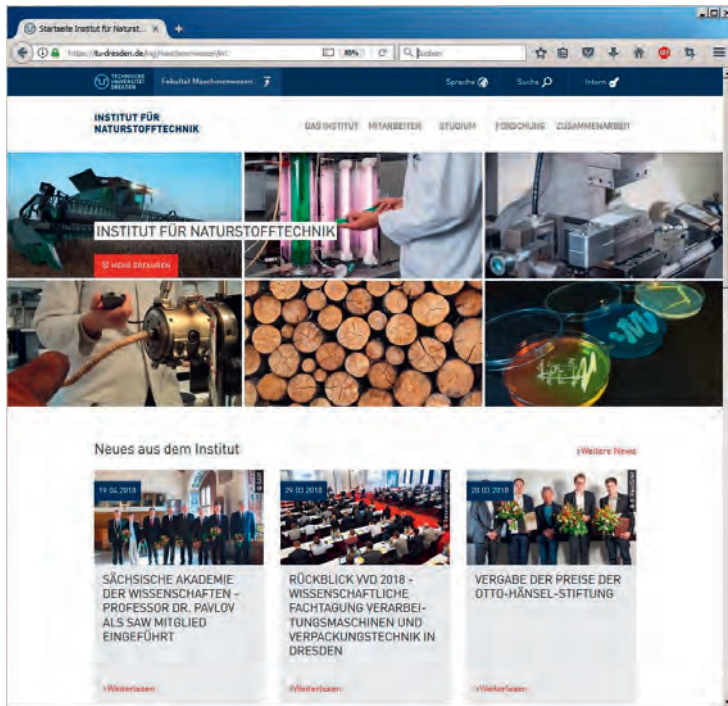 Startseite Institut für Naturst...
https://tu-dresden.de/ing/maschinenwesen/int
80%
Suchen
TECHNISCHE
UNIVERSITÄT
DRESDEN
Fakultät Maschinenwesen
Sprache
Suche
Intern
INSTITUT FÜR
NATURSTOFFTECHNIK
DAS INSTITUT MITARBEITER STUDIUM FORSCHUNG ZUSAMMENARBEIT
INSTITUT FÜR NATURSTOFFTECHNIK
MEHR ERFAHREN
Neues aus dem Institut
›Weitere News
19.04.2018
SÄCHSISCHE AKADEMIE
DER WISSENSCHAFTEN –
PROFESSOR DR. PAVLOV
ALS SAW MITGLIED
EINGEFÜHRT
›Weiterlesen
29.03.2018
RÜCKBLICK VVD 2018 -
WISSENSCHAFTLICHE
FACHTAGUNG VERARBEI-
TUNGSMASCHINEN UND
VERPACKUNGSTECHNIK IN
DRESDEN
›Weiterlesen
28.03.2018
VERGABE DER PREISE DER
OTTO-HÄNSEL-STIFTUNG
›Weiterlesen